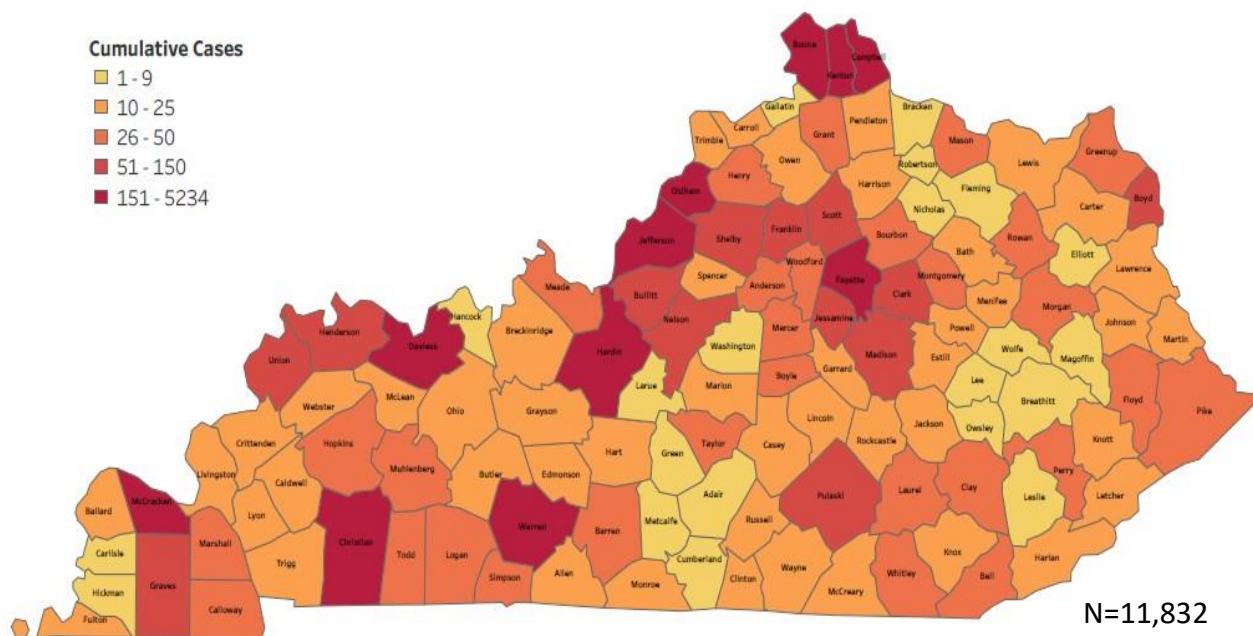 Cumulative Cases
1 - 9
10 - 25
26 - 50
51 - 150
151 - 5234
Boone
Kenton
Campbell
Gallatin
Bracken
Carroll
Trimble
Grant
Pendleton
Mason
Owen
Lewis
Greenup
Robertson
Henry
Harrison
Fleming
Oldham
Carter
Boyd
Nicholas
Scott
Franklin
Shelby
Jefferson
Bourbon
Rowan
Bath
Elliott
Woodford
Lawrence
Spencer
Fayette
Montgomery
Anderson
Meade
Bullitt
Clark
Menifee
Morgan
Hancock
Nelson
Jessamine
Johnson
Henderson
Breckinridge
Mercer
Powell
Martin
Daviess
Washington
Hardin
Madison
Estill
Wolfe
Magoffin
Union
Garrard
Boyle
Lee
Larue
Marion
McLean
Floyd
Webster
Ohio
Grayson
Breathitt
Pike
Lincoln
Jackson
Owsley
Rockcastle
Knott
Crittenden
Taylor
Hopkins
Hart
Casey
Green
Muhlenberg
Perry
Livingston
Butler
Edmonson
Caldwell
Laurel
Clay
Adair
Pulaski
Leslie
Letcher
McCracken
Lyon
Ballard
Russell
Metcalfe
Warren
Barren
Christian
Marshall
Carlisle
Todd
Logan
Knox
Cumberland
Harlan
Trigg
Wayne
Graves
Simpson
Allen
Whitley
Bell
Monroe
Clinton
Hickman
McCreary
Calloway
Fulton
N=11,832